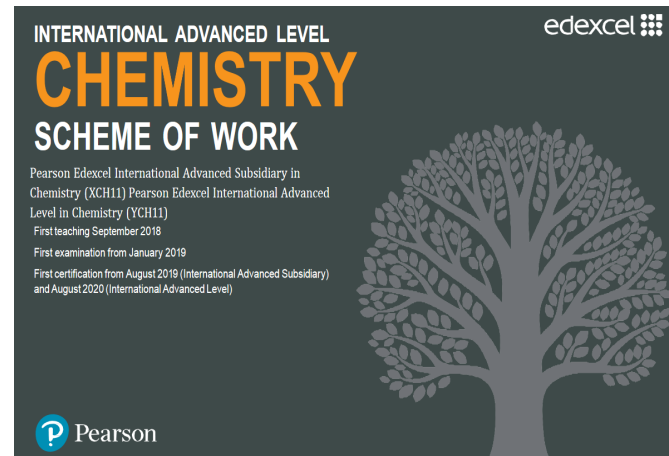 INTERNATIONAL ADVANCED LEVEL
edexcel
CHEMISTRY
SCHEME OF WORK
Pearson Edexcel International Advanced Subsidiary in
Chemistry (XCH11) Pearson Edexcel International Advanced
Level in Chemistry (YCH11)
First teaching September 2018
First examination from January 2019
First certification from August 2019 (International Advanced Subsidiary)
and August 2020 (International Advanced Level)
P Pearson